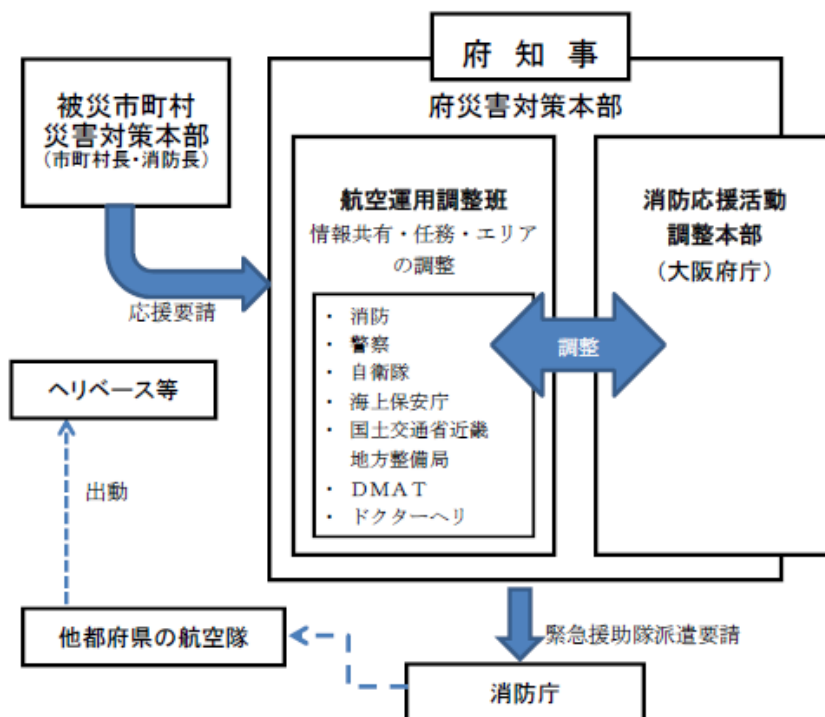 府 知 事
府災害対策本部
被災市町村
災害対策本部
（市町村長・消防長）
応援要請
航空運用調整班
情報共有・任務・エリア
の調整
・ 消防
・ 警察
・ 自衛隊
・ 海上保安庁
・ 国土交通省近畿
地方整備局
・ ＤＭＡＴ
・ ドクターヘリ
調整
消防応援活動
調整本部
（大阪府庁）
ヘリベース等
出動
他都府県の航空隊
緊急援助隊派遣要請
消防庁